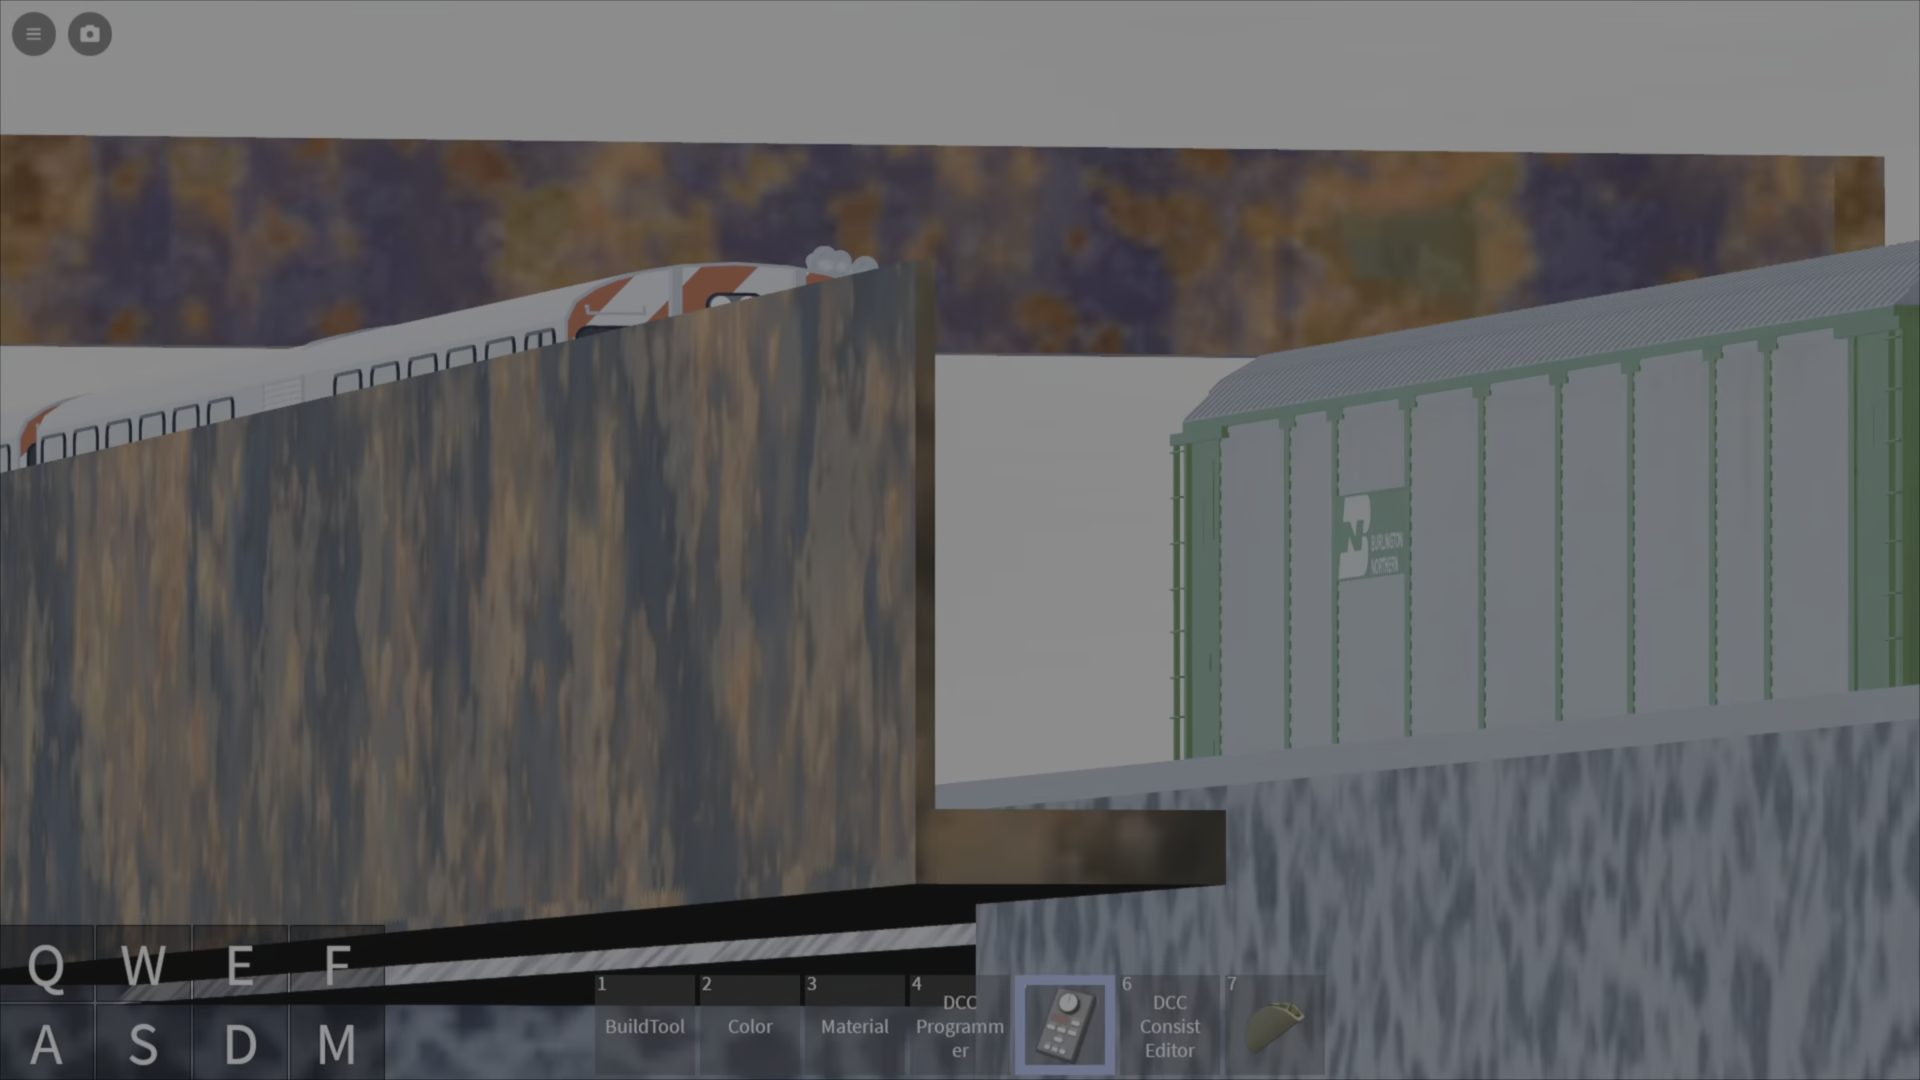 BURLINGTON
NORTHERN
Q W E F
A S D M
1
BuildTool
2
Color
3
Material
4
DCC
Programm
er
6
DCC
Consist
Editor
7